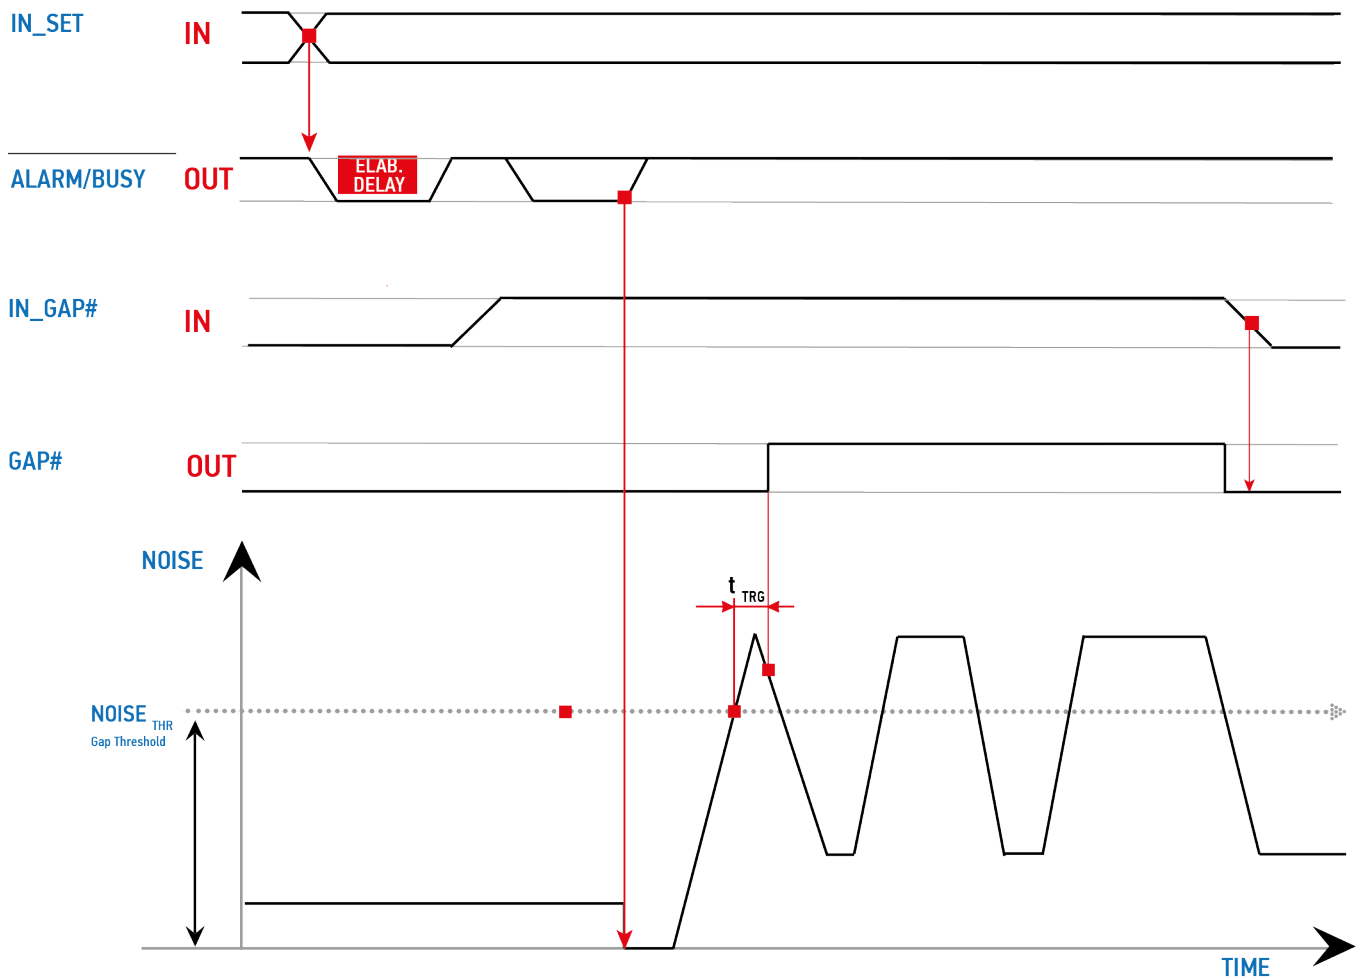 IN_SET
IN
ALARM/BUSY
OUT
ELAB.
DELAY
IN_GAP#
IN
GAP#
OUT
NOISE
t TRG
NOISE THR
Gap Threshold
TIME